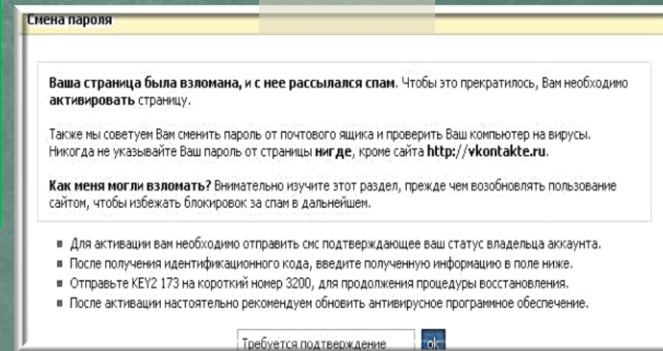 Смена пароля
Ваша страница была взломана, и с нее рассылался спам. Чтобы это прекратилось, Вам необходимо
активировать страницу.
Также мы советуем Вам сменить пароль от почтового ящика и проверить Ваш компьютер на вирусы.
Никогда не указывайте Ваш пароль от страницы нигде, кроме сайта http://vkontakte.ru.
Как меня могли взломать? Внимательно изучите этот раздел, прежде чем возобновлять пользование
сайтом, чтобы избежать блокировок за спам в дальнейшем.
Для активации вам необходимо отправить смс подтверждающее ваш статус владельца аккаунта.
После получения идентификационного кода, введите полученную информацию в поле ниже.
Отправьте KEY2 173 на короткий номер 3200, для продолжения процедуры восстановления.
После активации настоятельно рекомендуем обновить антивирусное программное обеспечение.
Требуется подтверждение ok